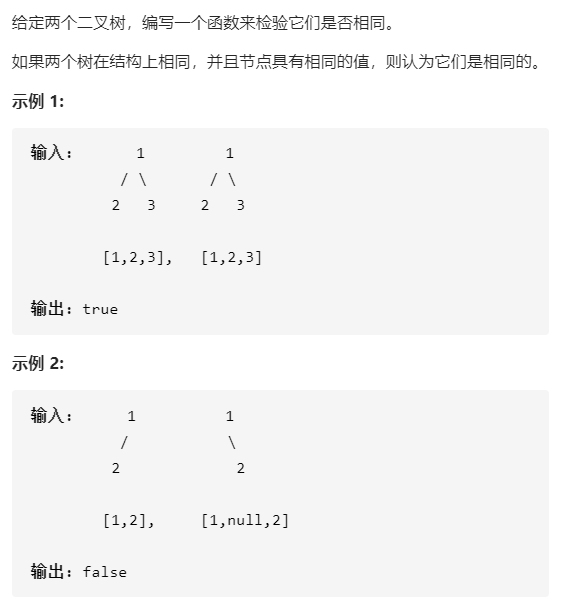 给定两个二叉树，编写一个函数来检验它们是否相同。
如果两个树在结构上相同，并且节点具有相同的值，则认为它们是相同的。
示例 1:
输入:       1         1
          / \       / \
         2   3     2   3
        [1,2,3],   [1,2,3]
输出: true
示例 2:
输入:      1          1
          /           \
         2             2
        [1,2],     [1,null,2]
输出: false